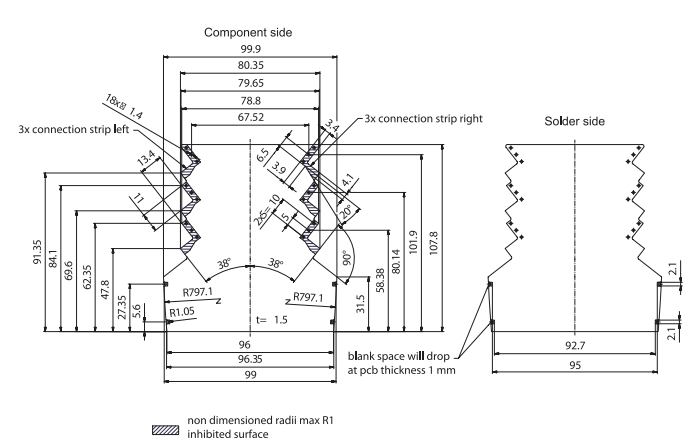 Component side
99.9
80.35
79.65
78.8
67.52
18x⌀ 1.4
3x connection strip left
3x connection strip right
Solder side
3.4
6.5
3.9
13.4
11
4.1
2x5= 10
5
20°
90°
38°
38°
91.35
84.1
69.6
62.35
47.8
27.35
5.6
R797.1
R797.1
z
z
R1.05
t= 1.5
31.5
58.38
80.14
101.9
107.8
2.1
2.1
96
96.35
99
blank space will drop
at pcb thickness 1 mm
92.7
95
non dimensioned radii max R1
inhibited surface